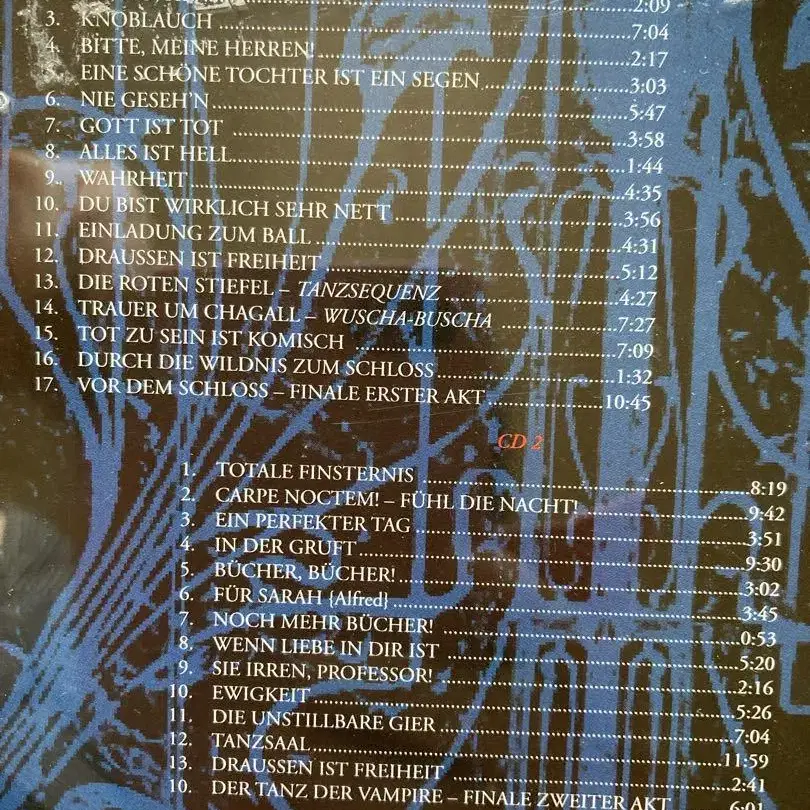 2:09
3. KNOBLAUCH 7:04
4. BITTE, MEINE HERREN! 2:17
5. EINE SCHÖNE TOCHTER IST EIN SEGEN 3:03
6. NIE GESEH'N 5:47
7. GOTT IST TOT 3:58
8. ALLES IST HELL 1:44
9. WAHRHEIT 4:35
10. DU BIST WIRKLICH SEHR NETT 3:56
11. EINLADUNG ZUM BALL 4:31
12. DRAUSSEN IST FREIHEIT 5:12
13. DIE ROTEN STIEFEL – TANZSEQUENZ 4:27
14. TRAUER UM CHAGALL – WUSCHA-BUSCHA 7:27
15. TOT ZU SEIN IST KOMISCH 7:09
16. DURCH DIE WILDNIS ZUM SCHLOSS 1:32
17. VOR DEM SCHLOSS – FINALE ERSTER AKT 10:45
CD 2
1. TOTALE FINSTERNIS 8:19
2. CARPE NOCTEM! – FÜHL DIE NACHT! 9:42
3. EIN PERFEKTER TAG 3:51
4. IN DER GRUFT 9:30
5. BÜCHER, BÜCHER! 3:02
6. FÜR SARAH {Alfred} 3:45
7. NOCH MEHR BÜCHER! 0:53
8. WENN LIEBE IN DIR IST 5:20
9. SIE IRREN, PROFESSOR! 2:16
10. EWIGKEIT 5:26
11. DIE UNSTILLBARE GIER 7:04
12. TANZSAAL 11:59
13. DRAUSSEN IST FREIHEIT 2:41
10. DER TANZ DER VAMPIRE – FINALE ZWEITER AKT